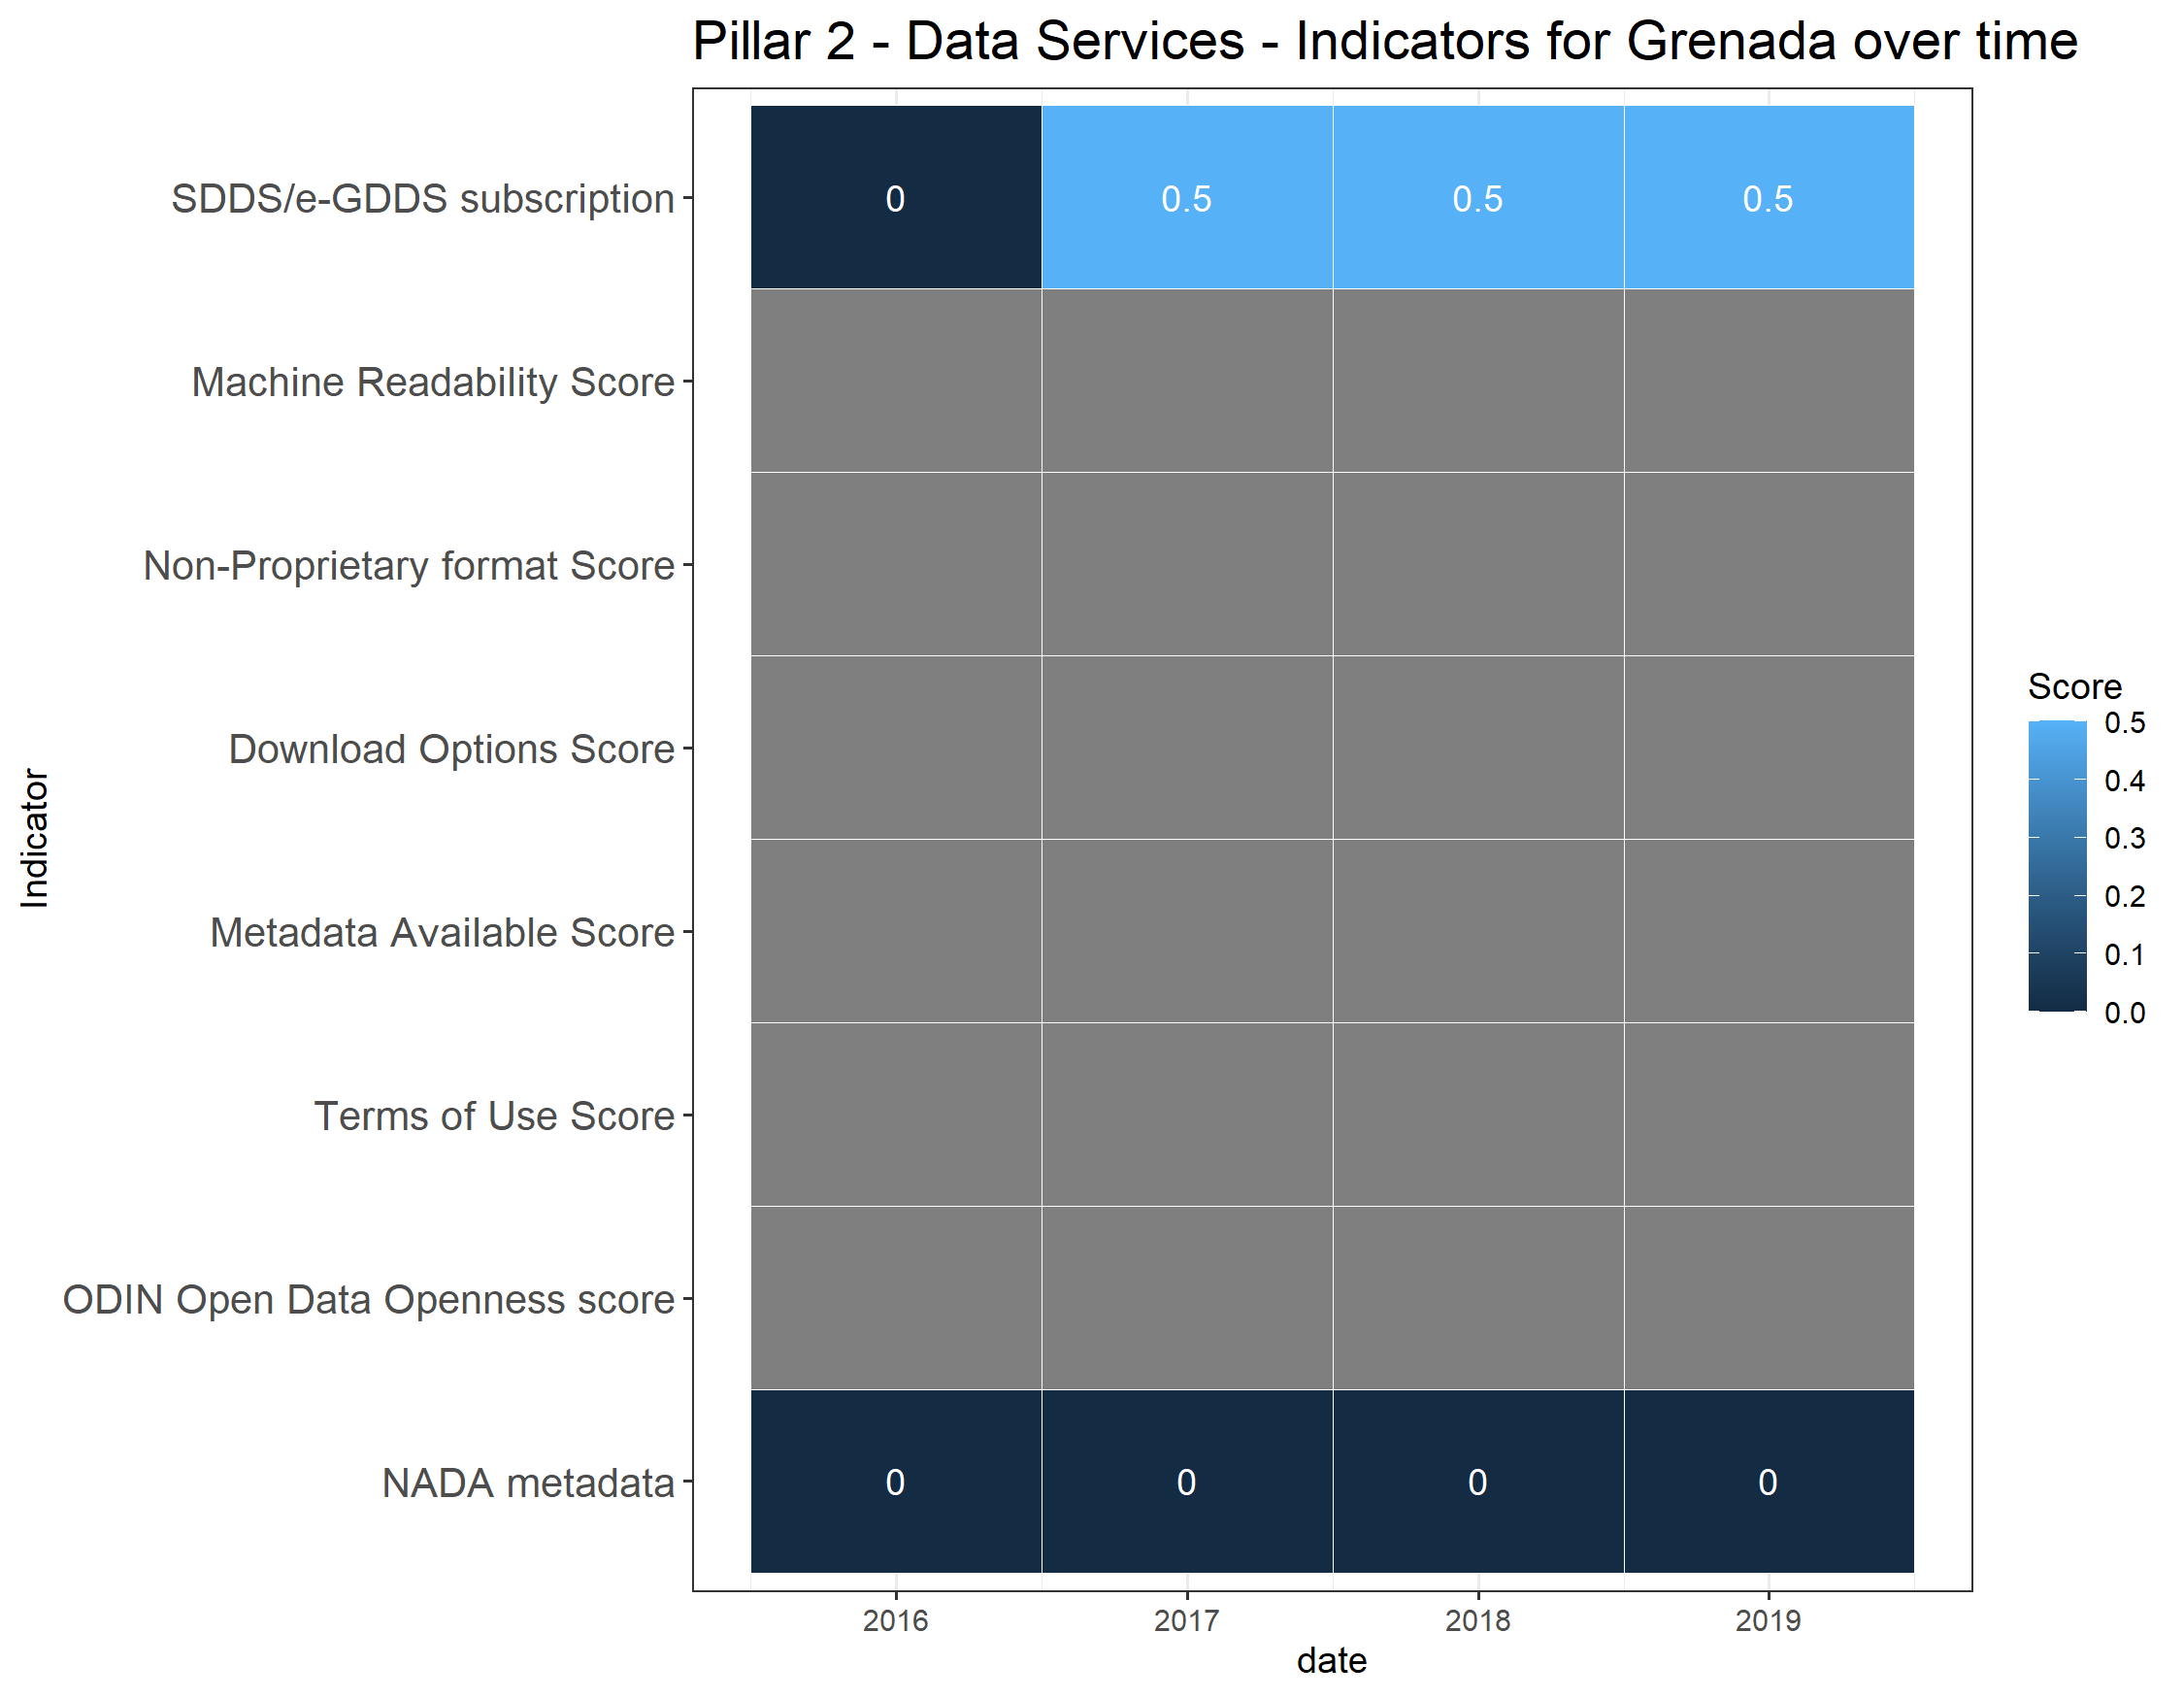 Pillar 2 - Data Services - Indicators for Grenada over time
Indicator
SDDS/e-GDDS subscription
0
0.5
0.5
0.5
Machine Readability Score
Non-Proprietary format Score
Download Options Score
Metadata Available Score
Terms of Use Score
ODIN Open Data Openness score
NADA metadata
0
0
0
0
2016
2017
2018
2019
date
Score
0.5
0.4
0.3
0.2
0.1
0.0